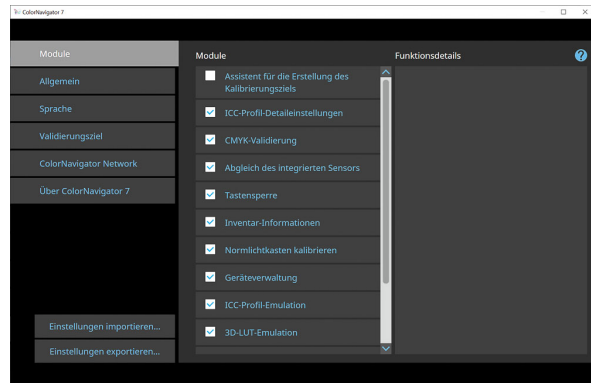 ColorNavigator 7
Module
Allgemein
Sprache
Validierungsziel
ColorNavigator Network
Über ColorNavigator 7
Einstellungen importieren...
Einstellungen exportieren...
Module
Assistent für die Erstellung des
Kalibrierungsziels
ICC-Profil-Detaileinstellungen
CMYK-Validierung
Abgleich des integrierten Sensors
Tastensperre
Inventar-Informationen
Normlichtkasten kalibrieren
Geräteverwaltung
ICC-Profil-Emulation
3D-LUT-Emulation
Funktionsdetails
?